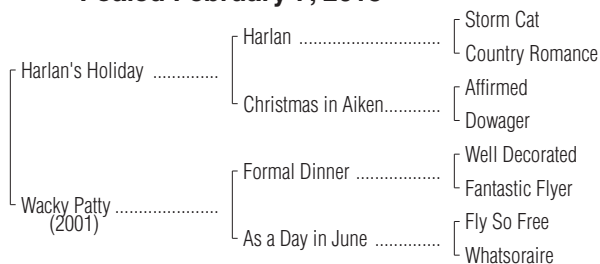 Storm Cat
Harlan ................................
Country Romance
Harlan's Holiday ...............
Affirmed
Christmas in Aiken.............
Dowager
Well Decorated
Formal Dinner ...................
Fantastic Flyer
Wacky Patty ........................
(2001)
Fly So Free
As a Day in June ...............
Whatsoraire